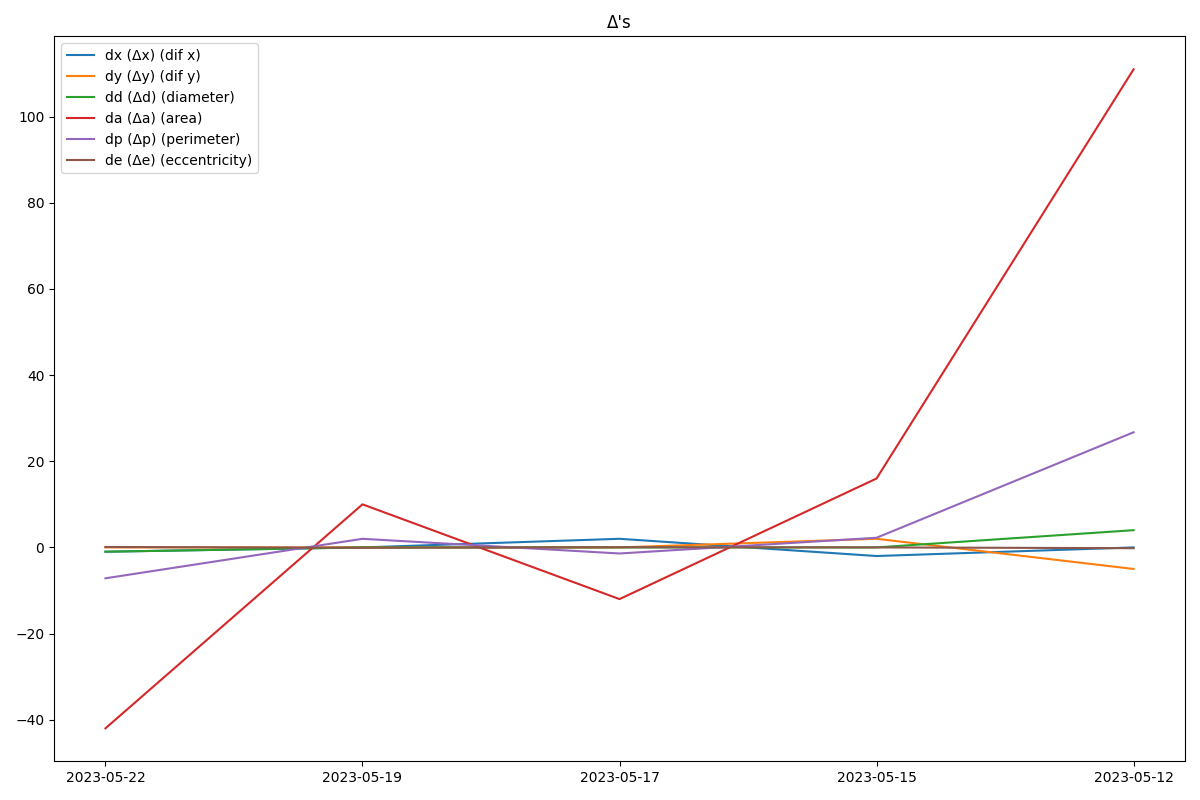 Δ's
dx (Δx) (dif x)
dy (Δy) (dif y)
dd (Δd) (diameter)
da (Δa) (area)
dp (Δp) (perimeter)
de (Δe) (eccentricity)
100
80
60
40
20
0
−20
−40
2023-05-22 2023-05-19 2023-05-17 2023-05-15 2023-05-12